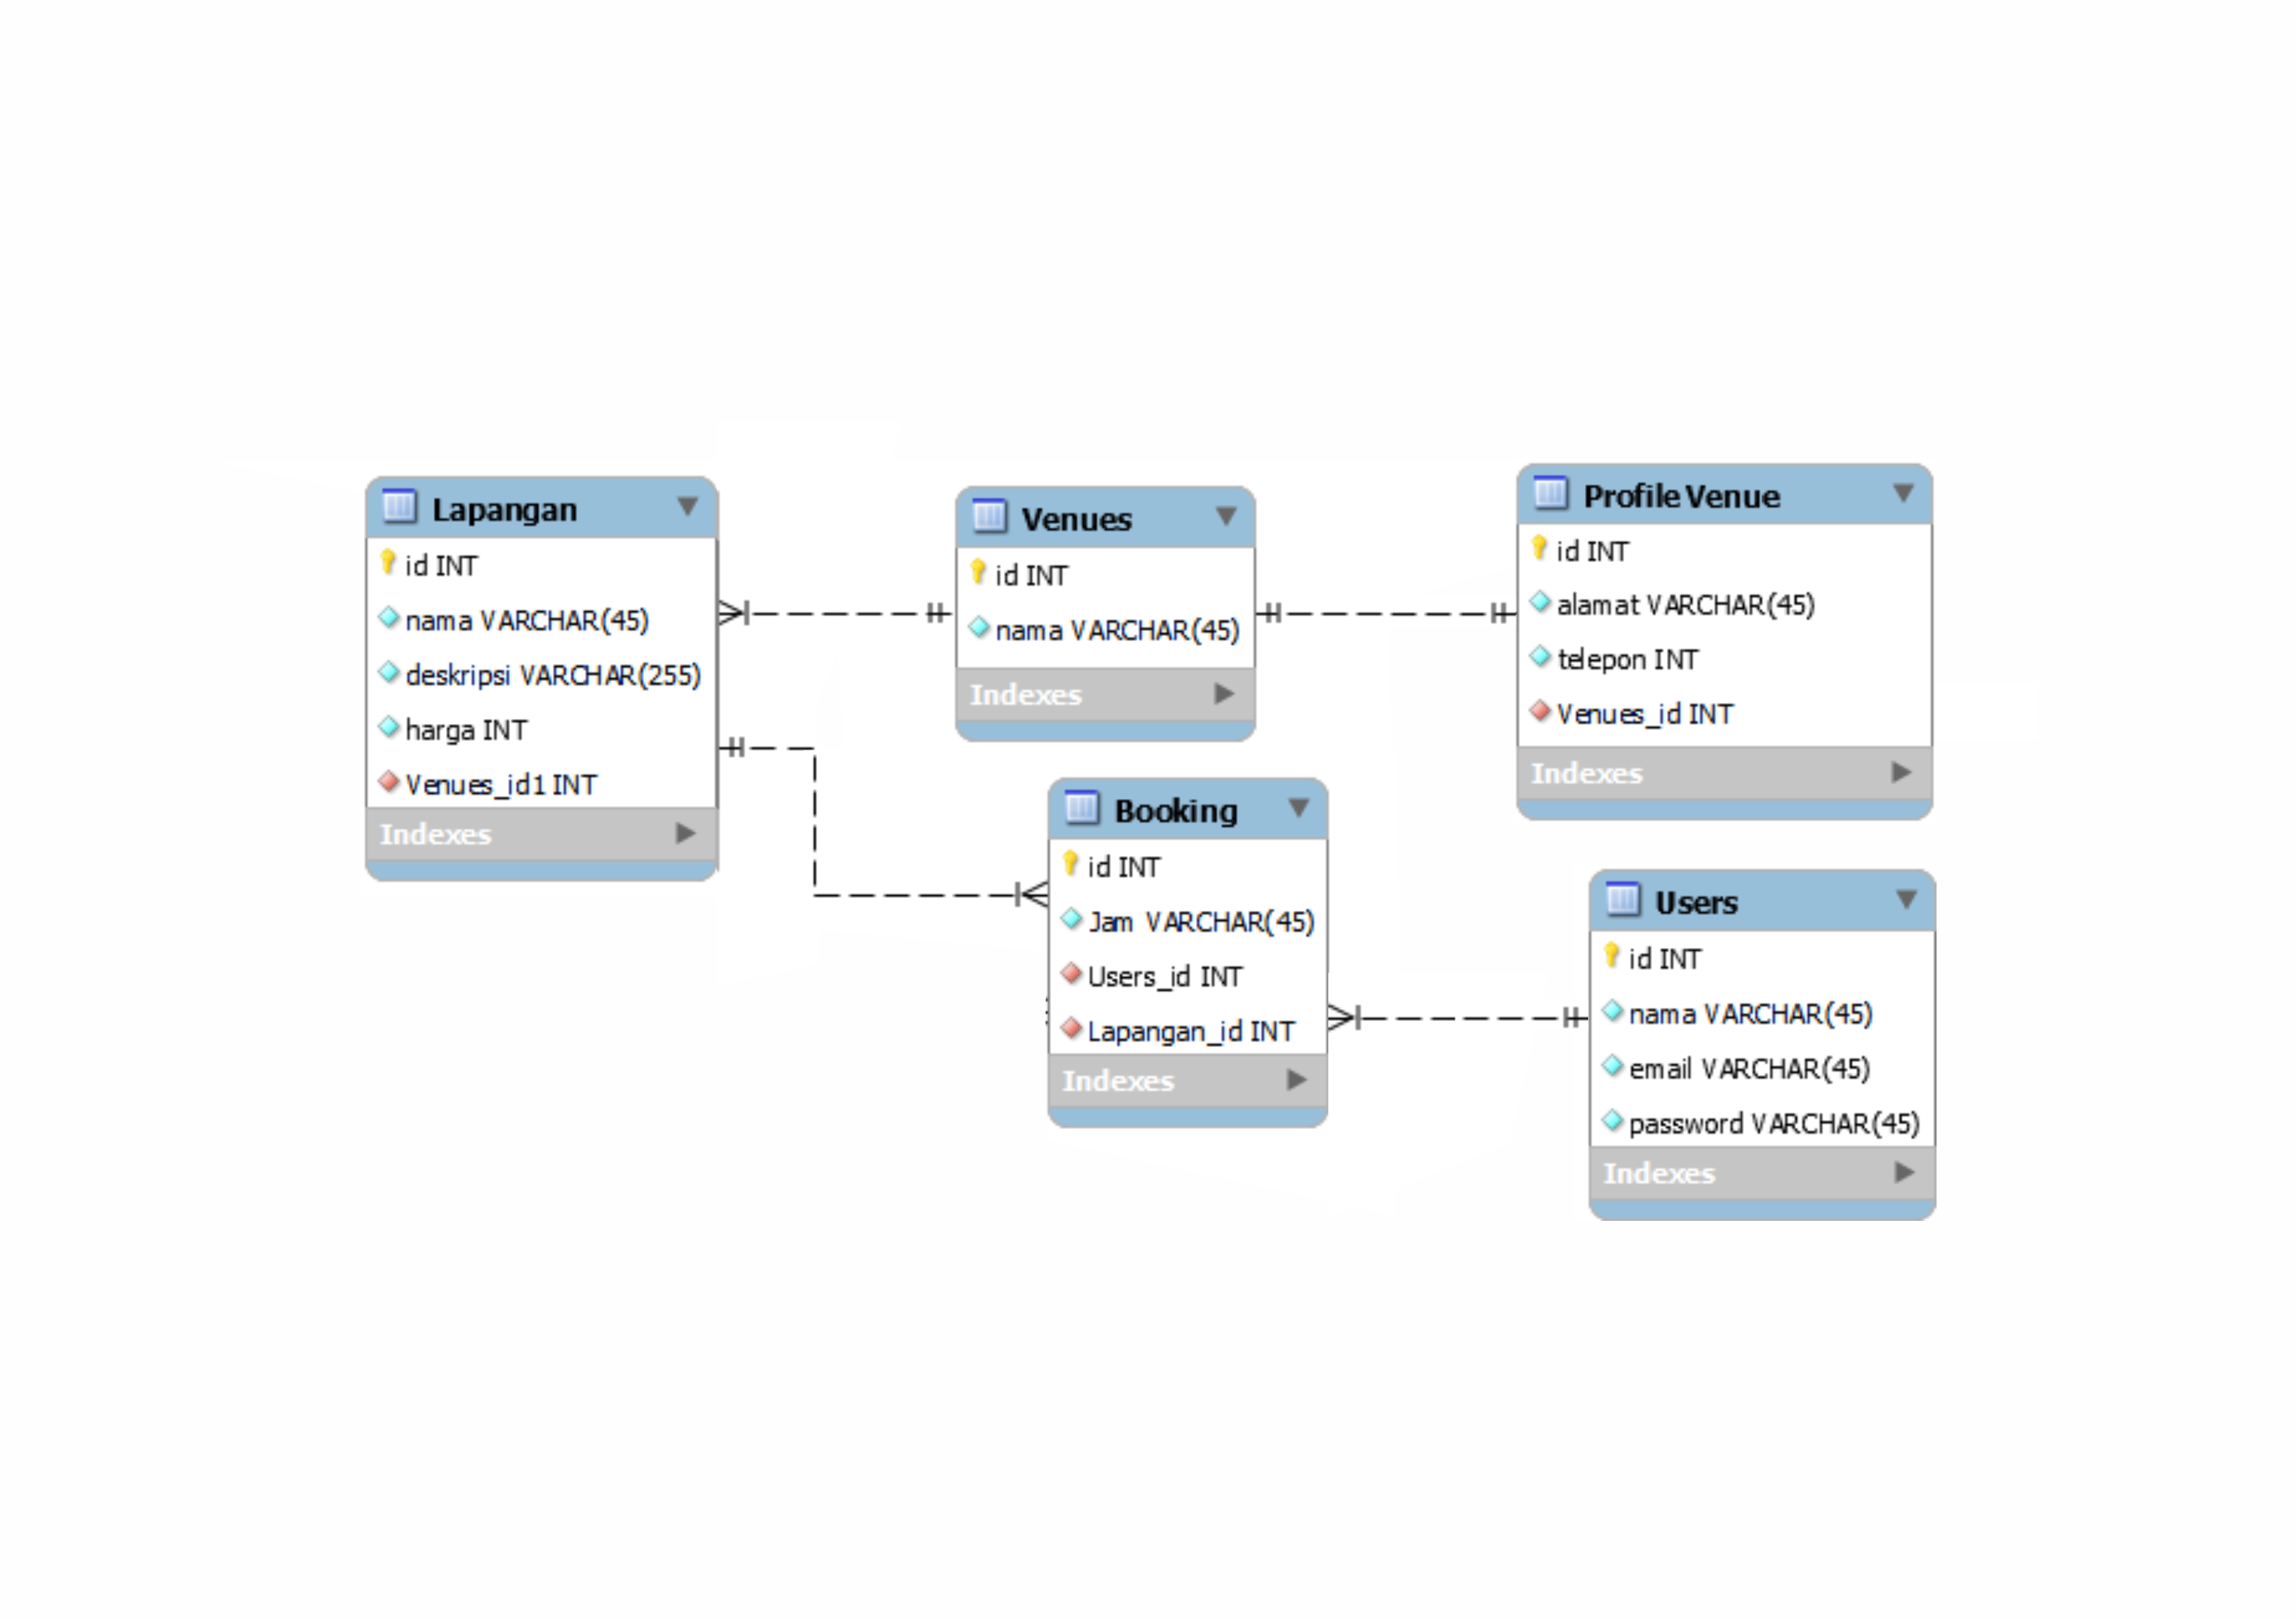 Lapangan
id INT
nama VARCHAR(45)
deskripsi VARCHAR(255)
harga INT
Venues_id1 INT
Indexes
Venues
id INT
nama VARCHAR(45)
Indexes
Profile Venue
id INT
alamat VARCHAR(45)
telepon INT
Venues_id INT
Indexes
Booking
id INT
Jam VARCHAR(45)
Users_id INT
Lapangan_id INT
Indexes
Users
id INT
nama VARCHAR(45)
email VARCHAR(45)
password VARCHAR(45)
Indexes